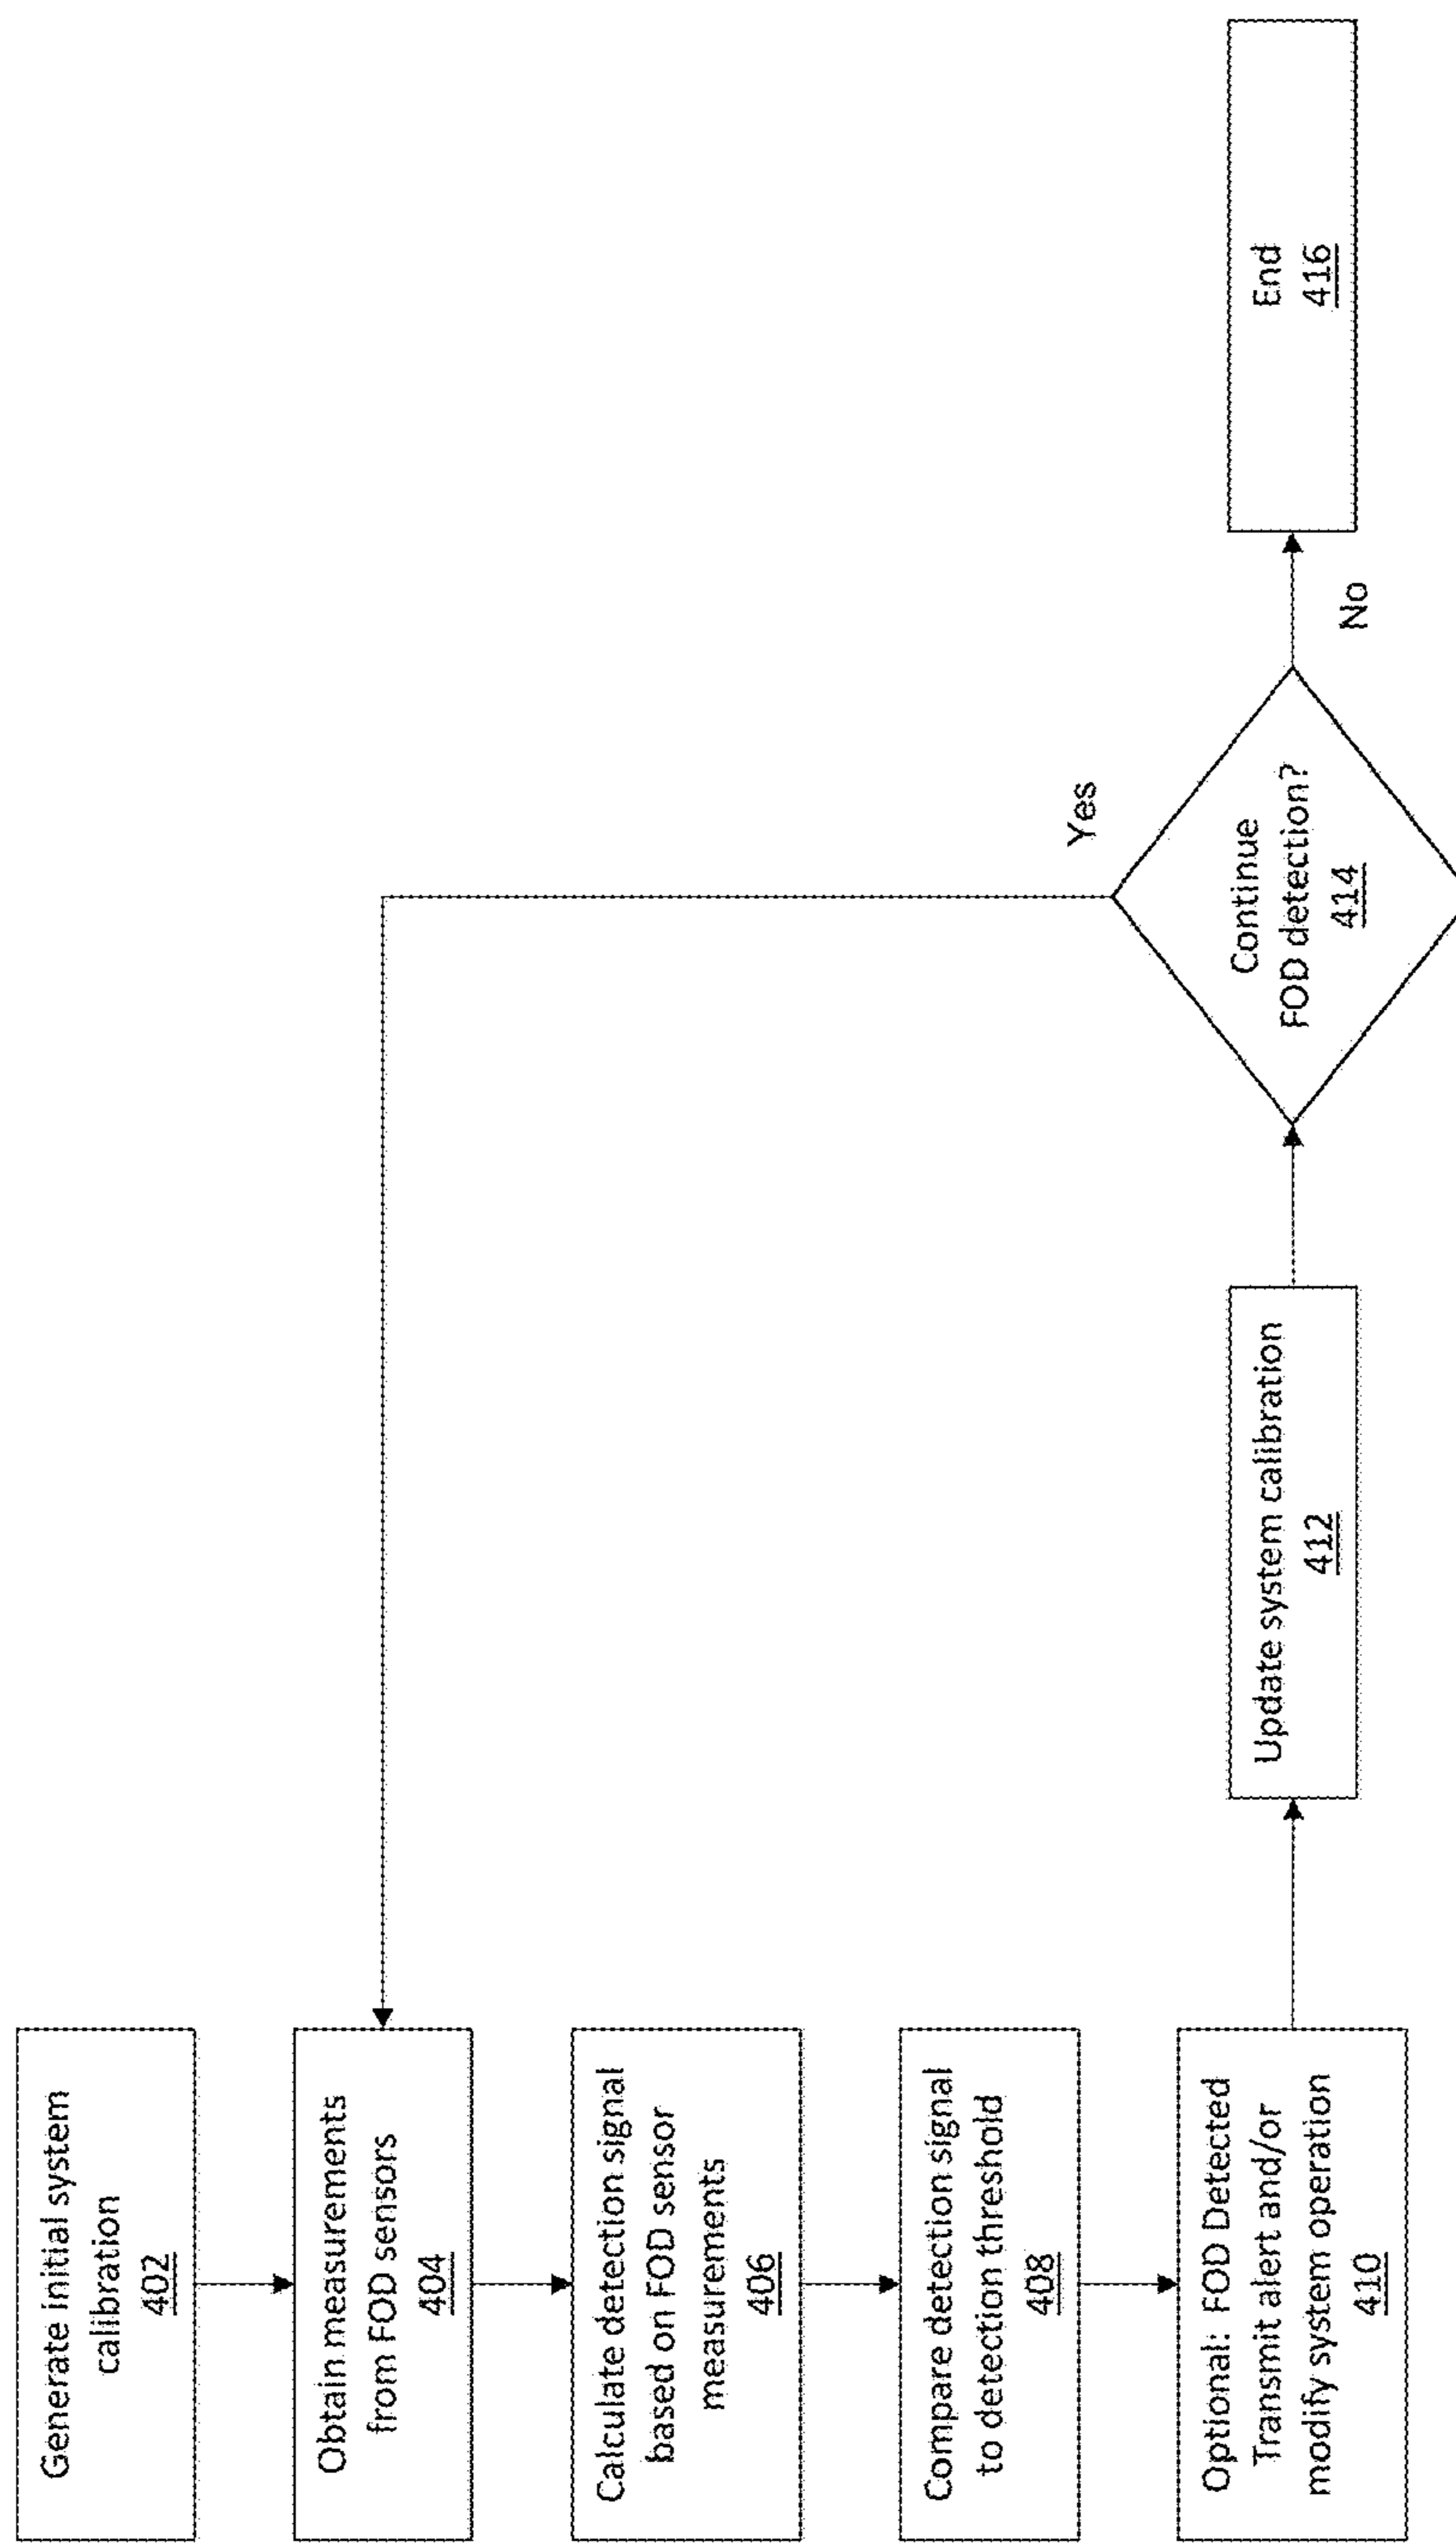 Generate initial system
calibration
402
Obtain measurements
from FOD sensors
404
Calculate detection signal
based on FOD sensor
measurements
406
Compare detection signal
to detection threshold
408
Optional: FOD Detected
Transmit alert and/or
modify system operation
410
Update system calibration
412
Continue
FOD detection?
414
Yes
No
End
416